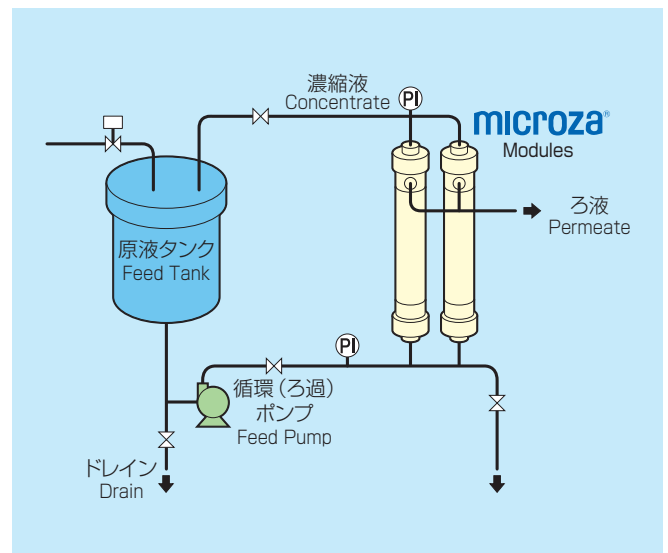 濃縮液
Concentrate
PI
microza®
Modules
ろ液
Permeate
原液タンク
Feed Tank
PI
循環(ろ過)
ポンプ
Feed Pump
ドレイン
Drain